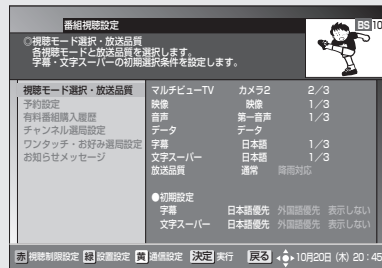 番組視聴設定
BS 10
◎視聴モード選択・放送品質
各視聴モードと放送品質を選択します。
字幕・文字スーパーの初期選択条件を設定します。
視聴モード選択・放送品質
予約設定
有料番組購入履歴
チャンネル選局設定
ワンタッチ・お好み選局設定
お知らせメッセージ
マルチビューTV カメラ2 2／3
映像 映像 1／3
音声 第一音声 1／3
データ データ
字幕 日本語 1／3
文字スーパー 日本語 1／3
放送品質 通常 降雨対応
●初期設定
字幕 日本語優先 外国語優先 表示しない
文字スーパー 日本語優先 外国語優先 表示しない
赤 視聴制限設定 緑 設置設定 黄 通信設定 決定 実行 戻る 10月20日 (木) 20：45